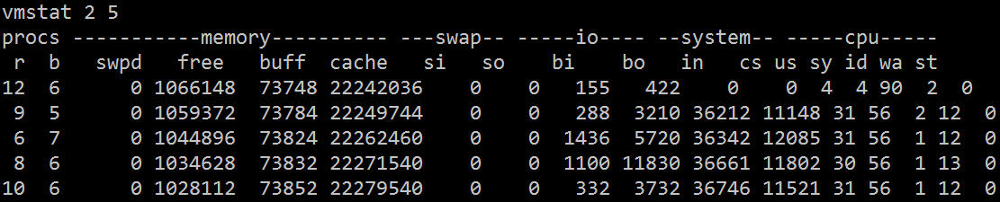 vmstat 2 5
procs -----------memory---------- ---swap-- -----io---- --system-- -----cpu-----
 r  b   swpd   free   buff  cache   si   so    bi    bo   in   cs us sy id wa st
12  6      0 1066148  73748 22242036    0    0   155   422    0    0  4  4 90  2  0
 9  5      0 1059372  73784 22249744    0    0   288  3210 36212 11148 31 56  2 12  0
 6  7      0 1044896  73824 22262460    0    0  1436  5720 36342 12085 31 56  1 12  0
 8  6      0 1034628  73832 22271540    0    0  1100 11830 36661 11802 30 56  1 13  0
10  6      0 1028112  73852 22279540    0    0   332  3732 36746 11521 31 56  1 12  0